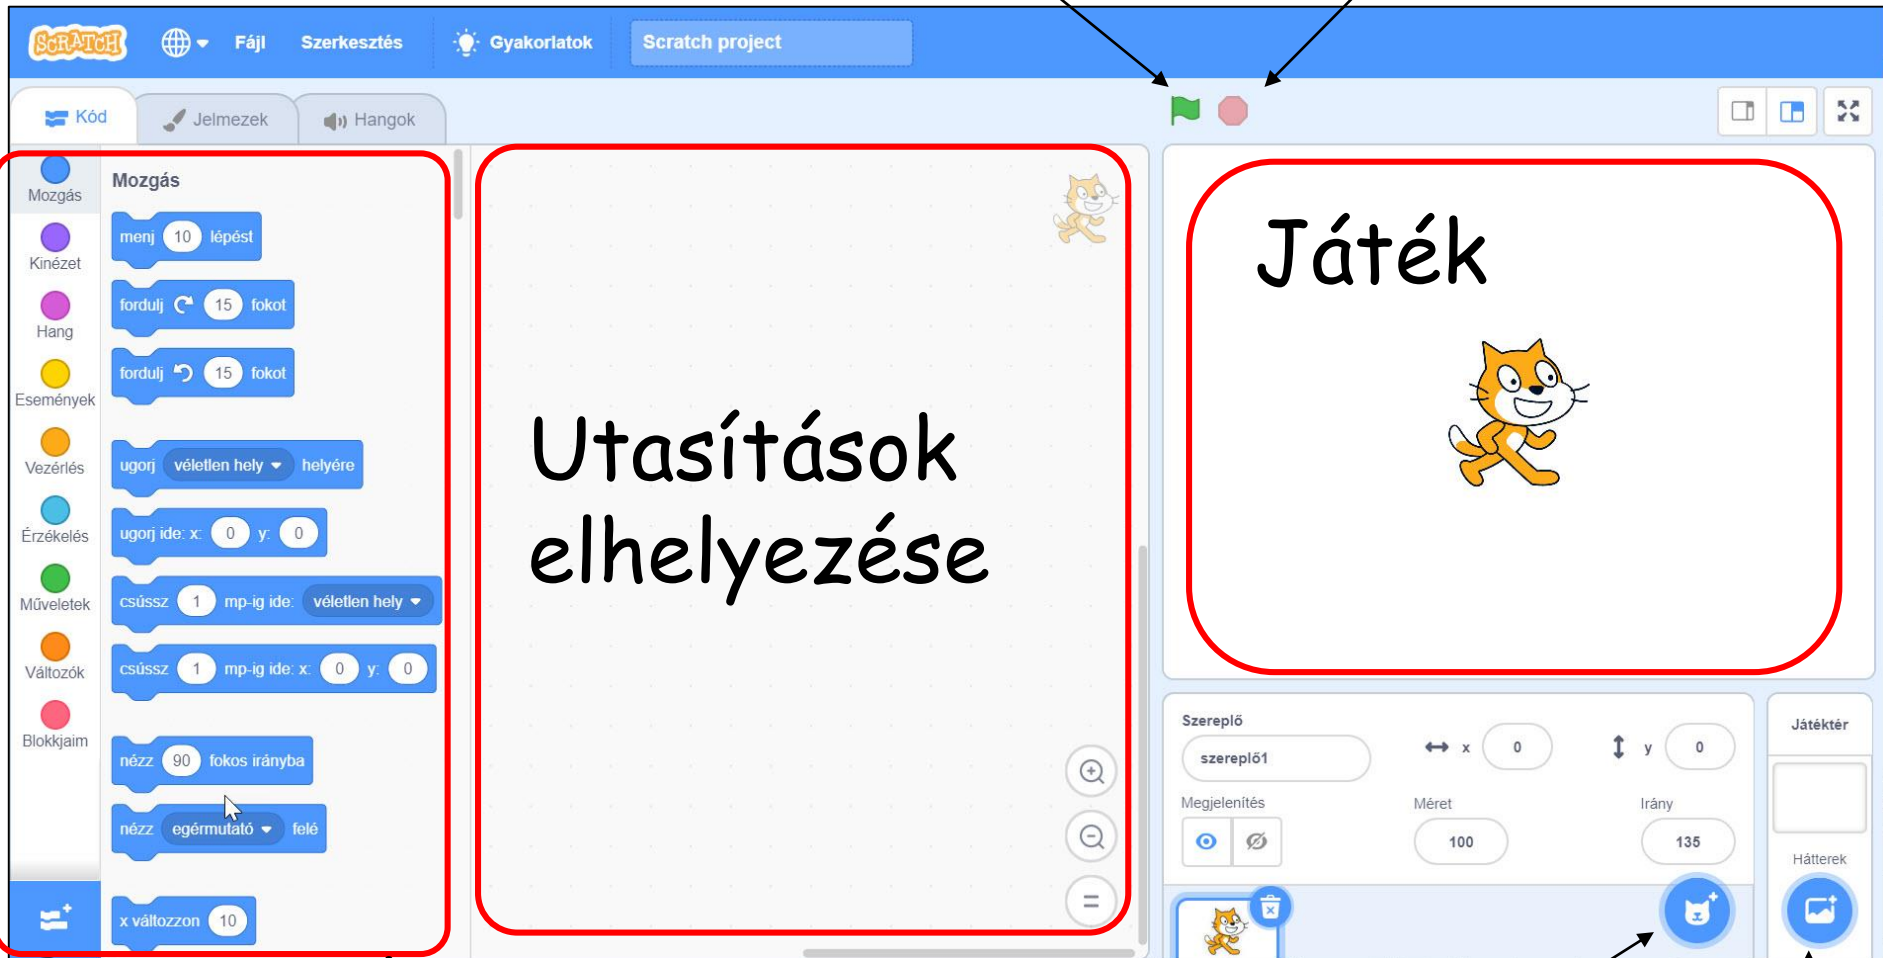 SCRATCH
Fájl
Szerkesztés
Gyakorlatok
Scratch project
Kód
Jelmezek
Hangok
Mozgás
Kinézet
Hang
Események
Vezérlés
Érzékelés
Műveletek
Változók
Blokkjaim
Mozgás
menj 10 lépést
fordulj 15 fokot
fordulj 15 fokot
ugorj véletlen hely helyére
ugorj ide: x: 0 y: 0
csússz 1 mp-ig ide: véletlen hely
csússz 1 mp-ig ide: x: 0 y: 0
nézz 90 fokos irányba
nézz egérmutató felé
x változzon 10
Utasítások
elhelyezése
Játék
Szereplő
szereplő1
x 0
y 0
Megjelenítés
Méret
100
Irány
135
Játéktér
Hátterek